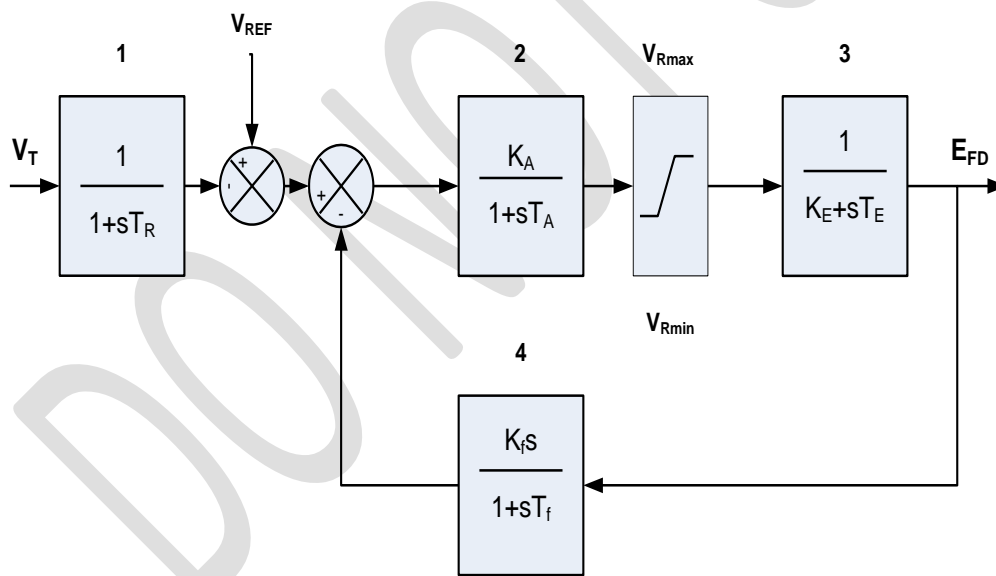 V_REF
1
2
V_Rmax
3
V_T
1
1+sT_R
+
-
+
-
K_A
1+sT_A
1
K_E+sT_E
E_FD
V_Rmin
4
K_fs
1+sT_f